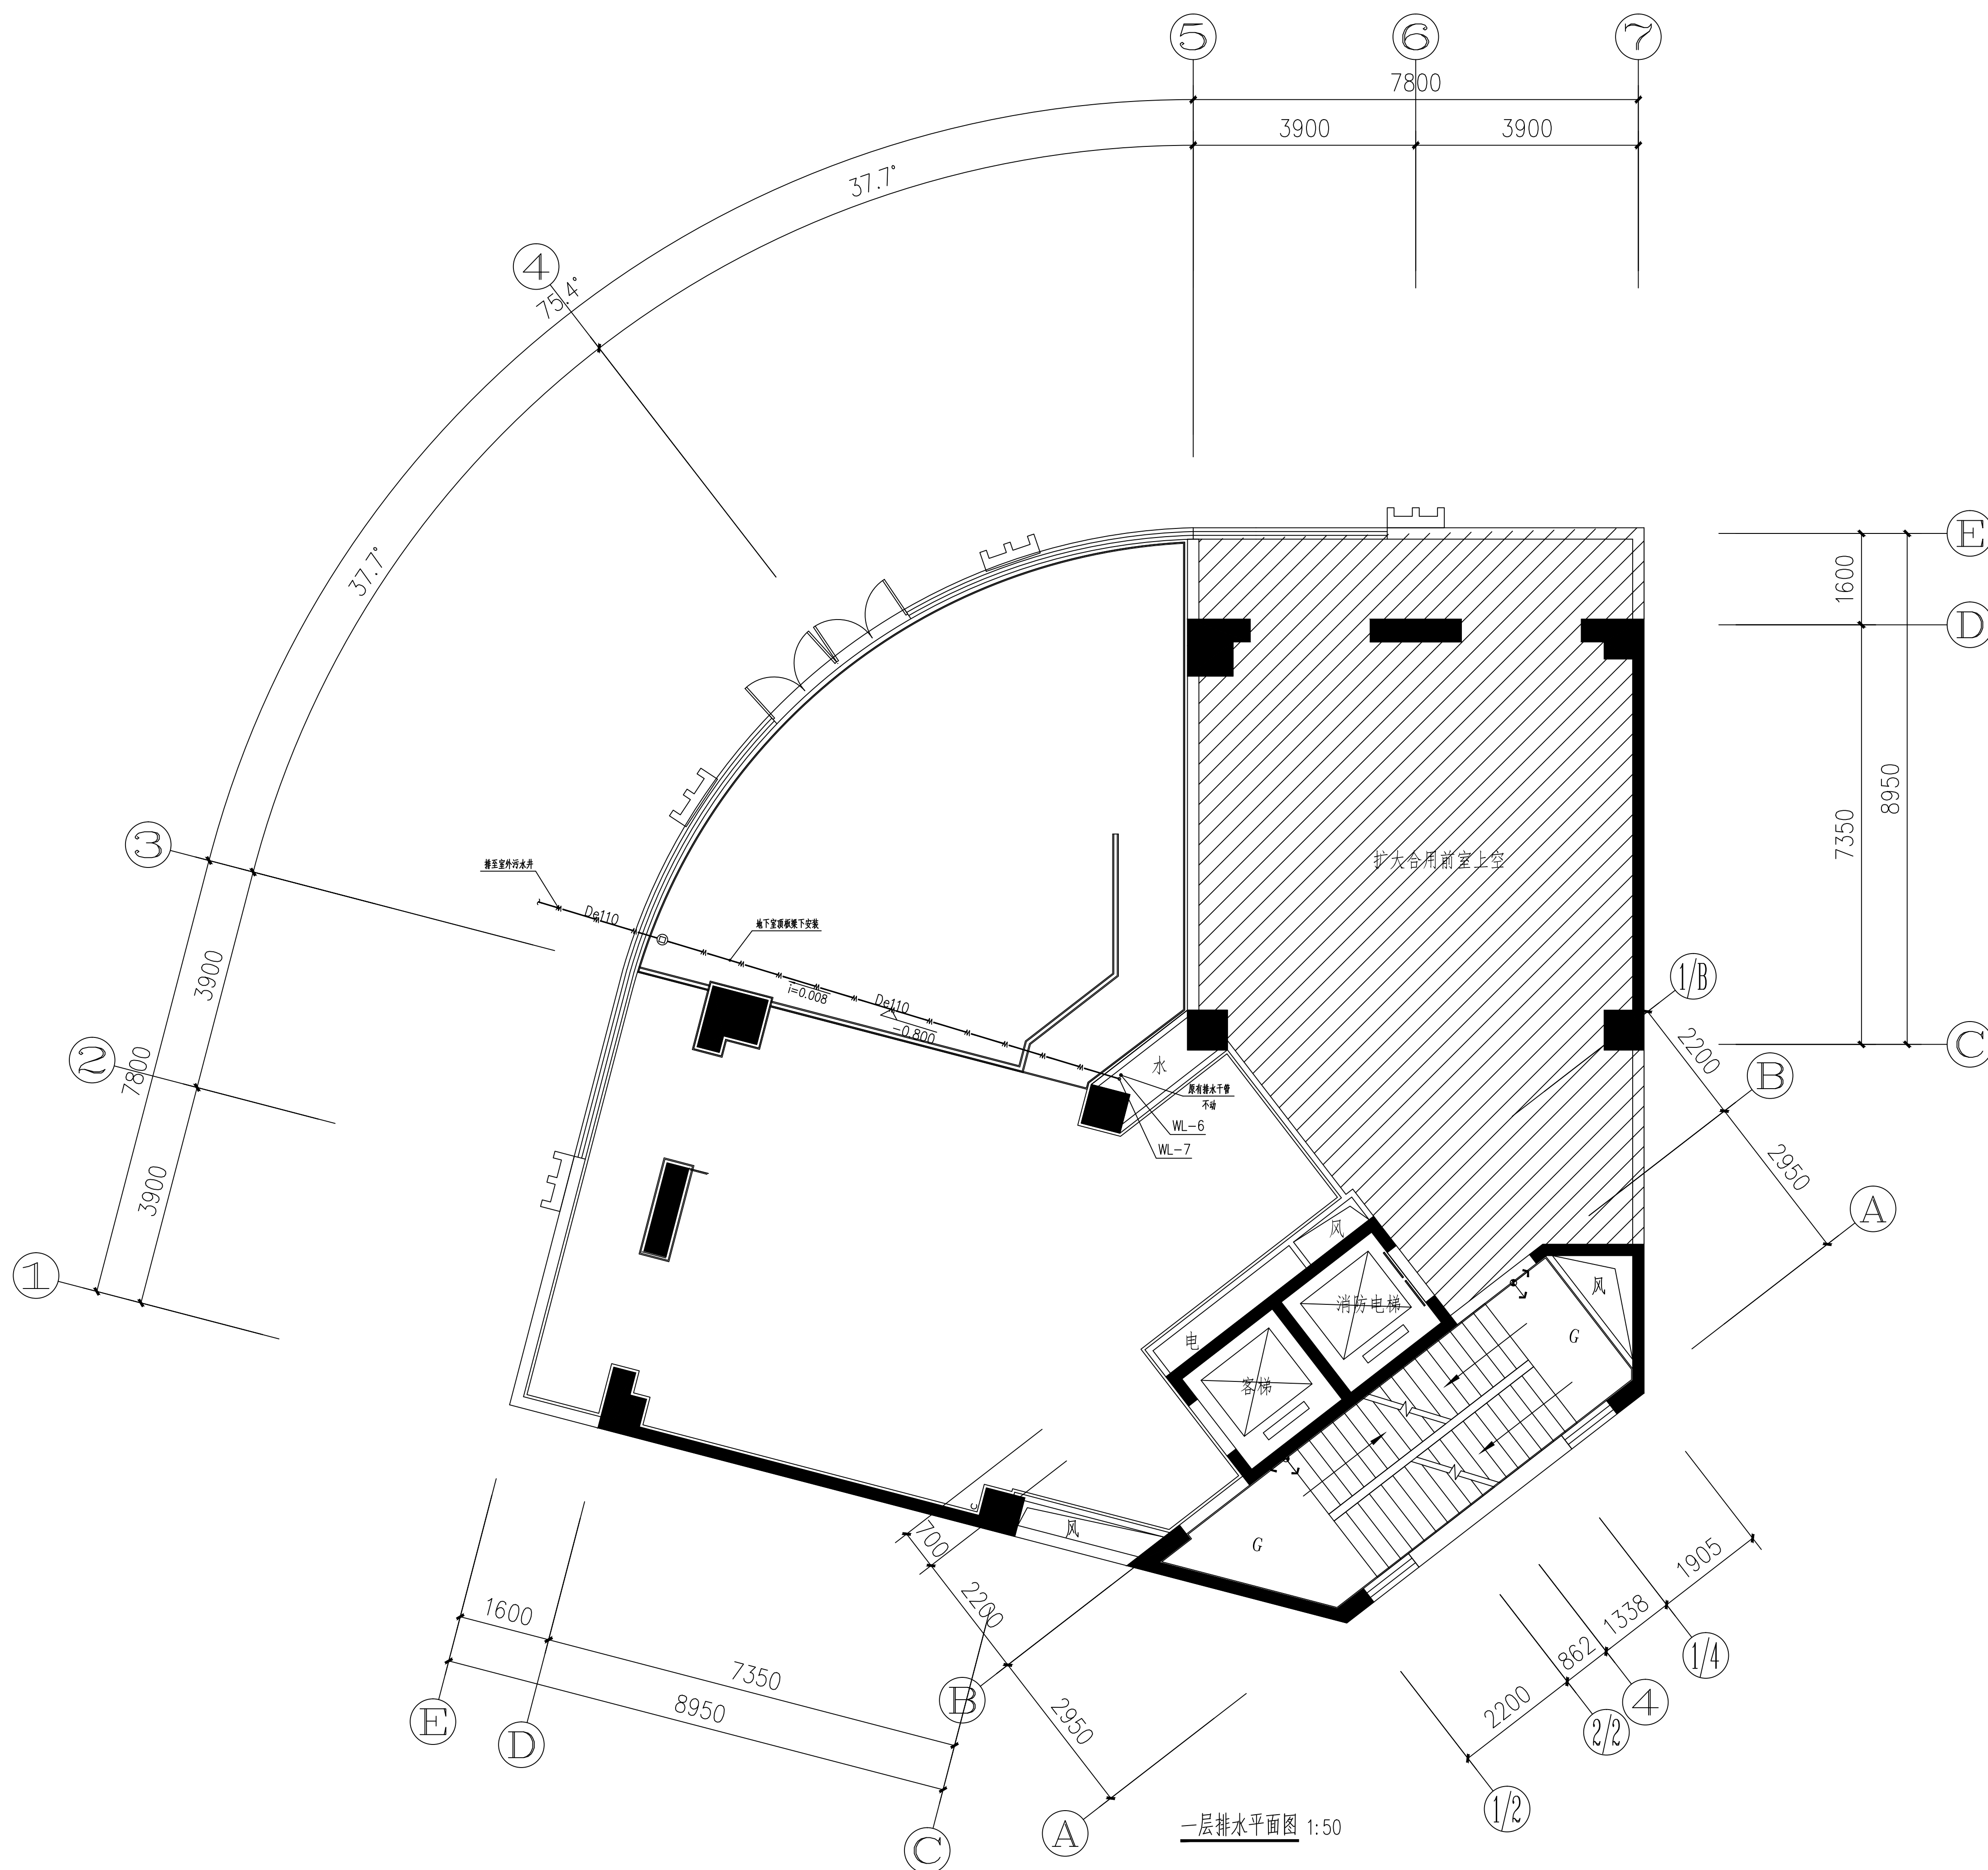 5
6
7
7800
3900
3900
37.7°
4
75.4°
E
1600
D
37.7°
8950
7350
扩大合用前室上空
3
排至室外污水井
De110
地下室顶板梁下安装
i=0.008
De110
-0.800
1/B
C
2200
B
水
原有排水干管
不动
WL-6
WL-7
3900
2
7800
3900
2950
A
1
风
消防电梯
风
G
电
客梯
c
风
G
700
2200
1600
7350
8950
E
D
B
2950
C
A
1905
1338
862
2200
1/4
4
2/2
1/2
一层排水平面图 1:50